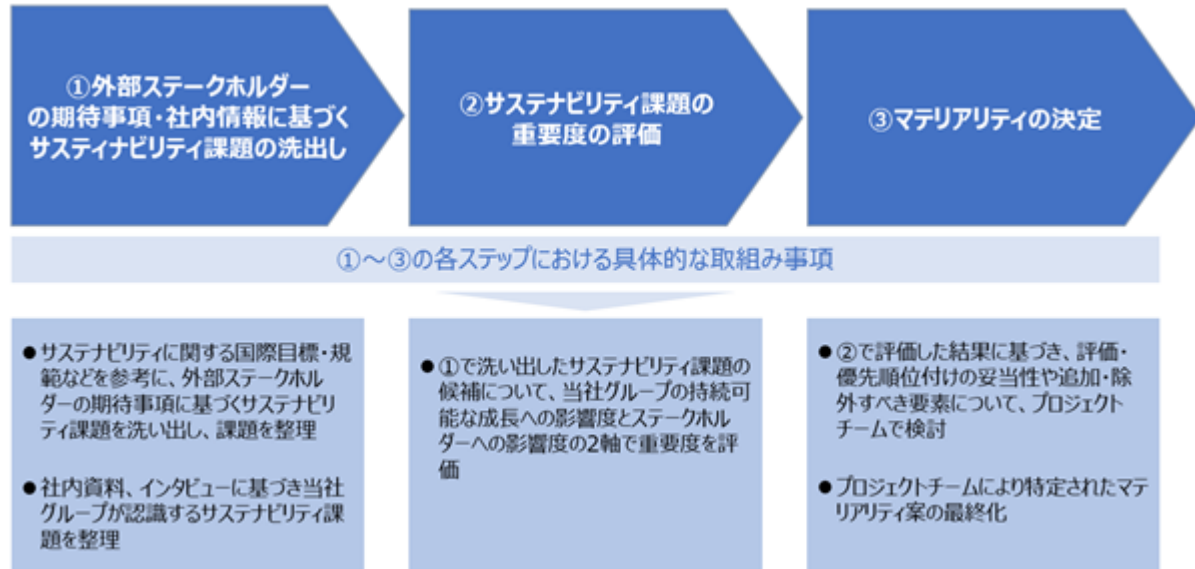 ①外部ステークホルダー
の期待事項・社内情報に基づく
サスティナビリティ課題の洗出し
②サステナビリティ課題の
重要度の評価
③マテリアリティの決定
①～③の各ステップにおける具体的な取組み事項
●サステナビリティに関する国際目標・規
範などを参考に、外部ステークホル
ダーの期待事項に基づくサステナビリ
ティ課題を洗い出し、課題を整理
●社内資料、インタビューに基づき当社
グループが認識するサステナビリティ課
題を整理
●①で洗い出したサステナビリティ課題の
候補について、当社グループの持続可
能な成長への影響度とステークホル
ダーへの影響度の2軸で重要度を評
価
●②で評価した結果に基づき、評価・
優先順位付けの妥当性や追加・除
外すべき要素について、プロジェクト
チームで検討
●プロジェクトチームにより特定されたマテ
リアリティ案の最終化